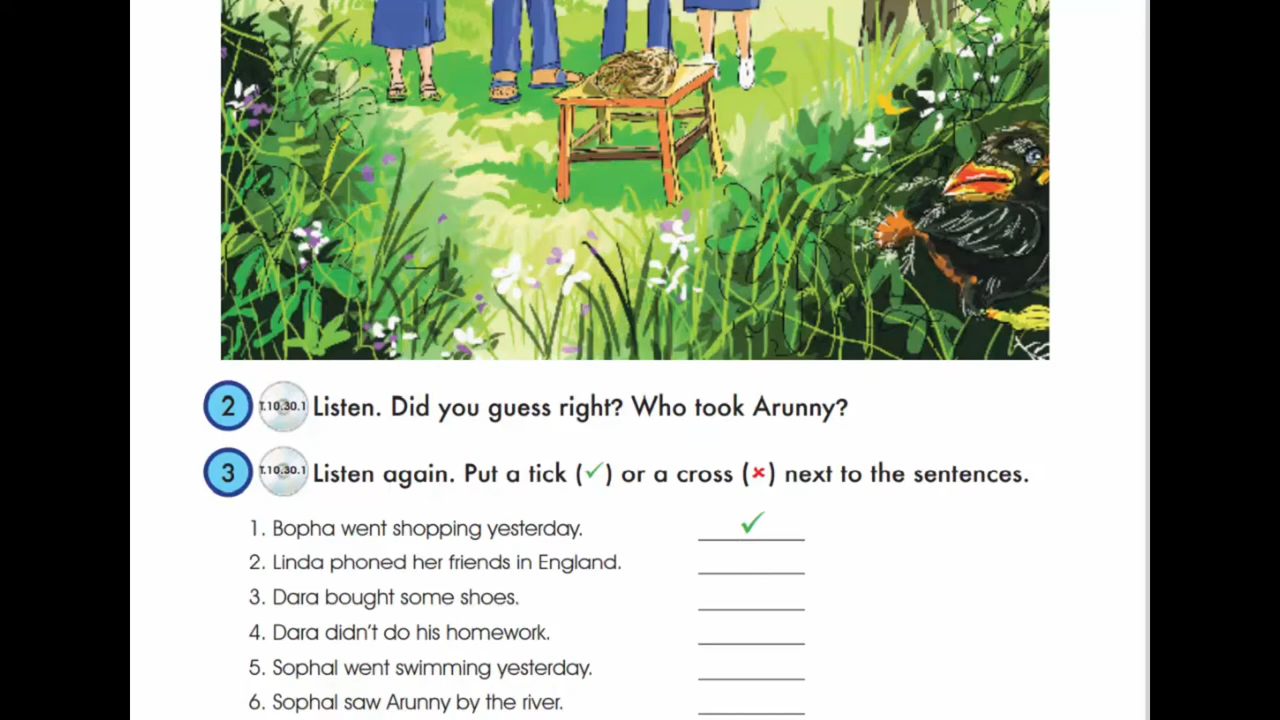 2 T.10.30.1 Listen. Did you guess right? Who took Arunny?
3 T.10.30.1 Listen again. Put a tick (✓) or a cross (✗) next to the sentences.
1. Bopha went shopping yesterday. ✓
2. Linda phoned her friends in England.
3. Dara bought some shoes.
4. Dara didn't do his homework.
5. Sophal went swimming yesterday.
6. Sophal saw Arunny by the river.